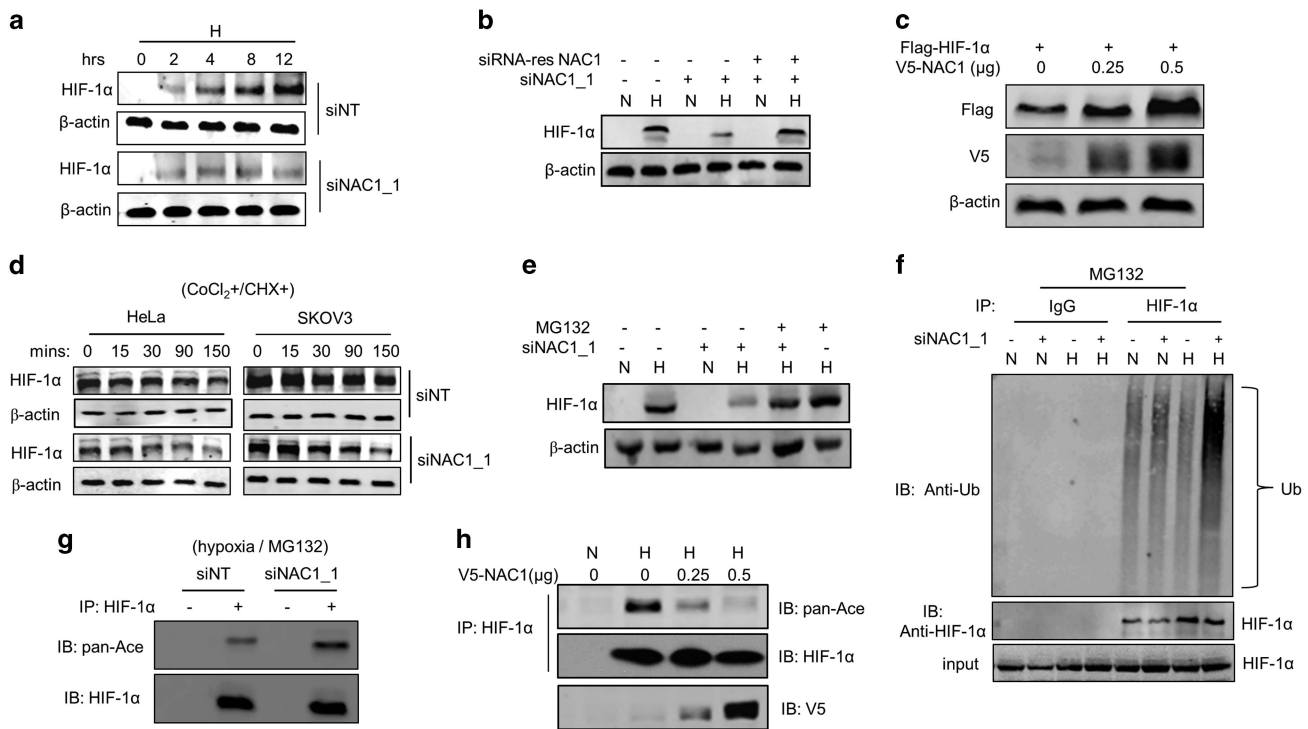 a
H
hrs 0 2 4 8 12
HIF-1α
β-actin
siNT
HIF-1α
β-actin
siNAC1_1
b
siRNA-res NAC1 - - - - + +
siNAC1_1 - - + + + +
N H N H N H
HIF-1α
β-actin
c
Flag-HIF-1α + + +
V5-NAC1 (µg) 0 0.25 0.5
Flag
V5
β-actin
d
(CoCl₂+/CHX+)
HeLa SKOV3
mins: 0 15 30 90 150 0 15 30 90 150
HIF-1α
β-actin
siNT
HIF-1α
β-actin
siNAC1_1
e
MG132 - - - - + +
siNAC1_1 - - + + + -
N H N H H H
HIF-1α
β-actin
f
MG132
IP: IgG HIF-1α
siNAC1_1 - + - + - + - +
N N H H N N H H
IB: Anti-Ub
Ub
IB:
Anti-HIF-1α
HIF-1α
input
HIF-1α
g
(hypoxia / MG132)
siNT siNAC1_1
IP: HIF-1α - + - +
IB: pan-Ace
IB: HIF-1α
h
N H H H
V5-NAC1(µg) 0 0 0.25 0.5
IP: HIF-1α
IB: pan-Ace
IB: HIF-1α
IB: V5